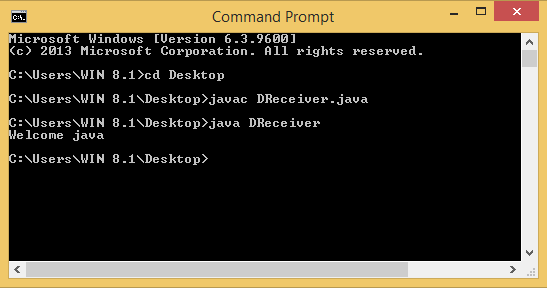 Command Prompt
Microsoft Windows [Version 6.3.9600]
(c) 2013 Microsoft Corporation. All rights reserved.
C:\Users\WIN 8.1>cd Desktop
C:\Users\WIN 8.1\Desktop>javac DReceiver.java
C:\Users\WIN 8.1\Desktop>java DReceiver
Welcome java
C:\Users\WIN 8.1\Desktop>